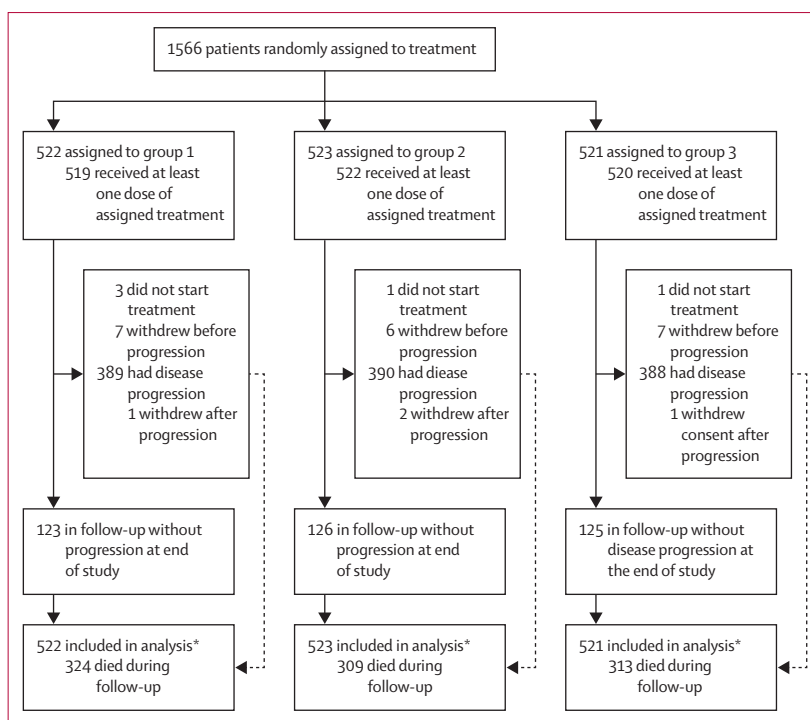 1566 patients randomly assigned to treatment
522 assigned to group 1
519 received at least
one dose of
assigned treatment
523 assigned to group 2
522 received at least
one dose of
assigned treatment
521 assigned to group 3
520 received at least
one dose of
assigned treatment
3 did not start
treatment
7 withdrew before
progression
389 had disease
progression
1 withdrew after
progression
1 did not start
treatment
6 withdrew before
progression
390 had diease
progression
2 withdrew after
progression
1 did not start
treatment
7 withdrew before
progression
388 had disease
progression
1 withdrew
consent after
progression
123 in follow-up without
progression at end
of study
126 in follow-up without
progression at end
of study
125 in follow-up without
disease progression at
the end of study
522 included in analysis*
324 died during
follow-up
523 included in analysis*
309 died during
follow-up
521 included in analysis*
313 died during
follow-up